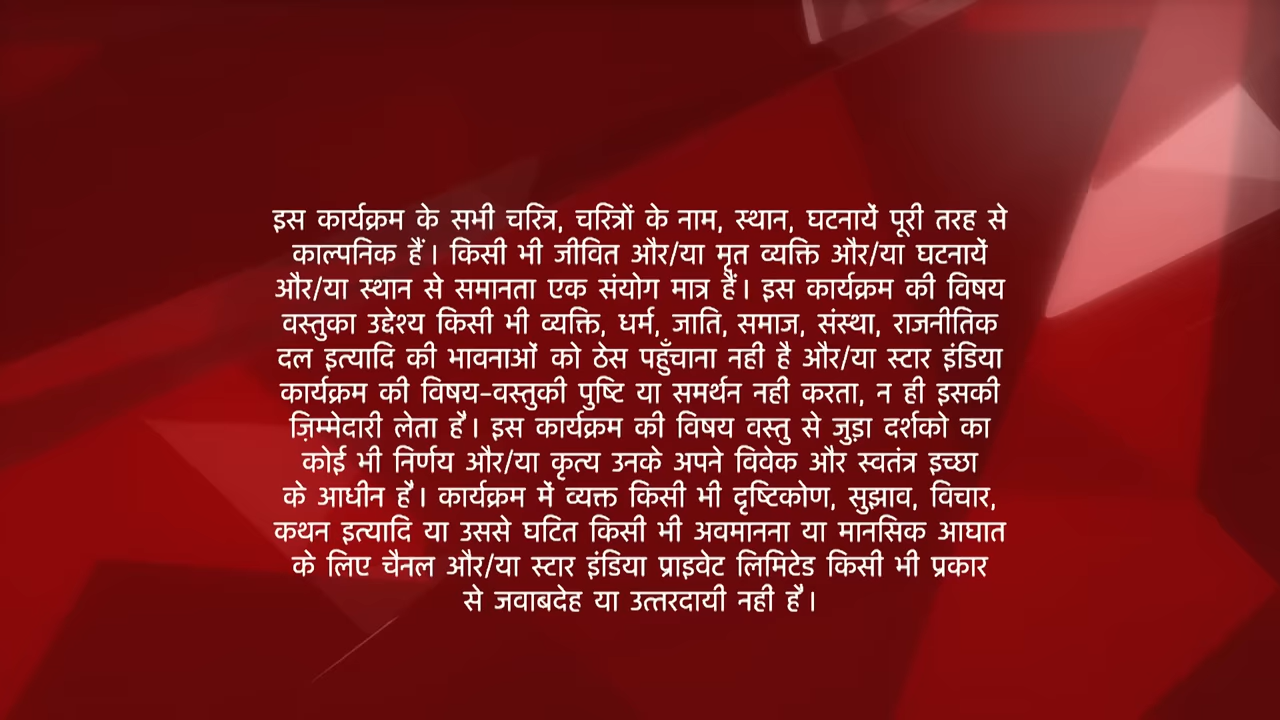 इस कार्यक्रम के सभी चरित्र, चरित्रों के नाम, स्थान, घटनायें पूरी तरह से
काल्पनिक हैं। किसी भी जीवित और/या मृत व्यक्ति और/या घटनायें
और/या स्थान से समानता एक संयोग मात्र हैं। इस कार्यक्रम की विषय
वस्तुका उद्देश्य किसी भी व्यक्ति, धर्म, जाति, समाज, संस्था, राजनीतिक
दल इत्यादि की भावनाओं को ठेस पहुँचाना नही है और/या स्टार इंडिया
कार्यक्रम की विषय-वस्तुकी पुष्टि या समर्थन नही करता, न ही इसकी
ज़िम्मेदारी लेता हैं। इस कार्यक्रम की विषय वस्तु से जुड़ा दर्शको का
कोई भी निर्णय और/या कृत्य उनके अपने विवेक और स्वतंत्र इच्छा
के आधीन हैं। कार्यक्रम में व्यक्त किसी भी दृष्टिकोण, सुझाव, विचार,
कथन इत्यादि या उससे घटित किसी भी अवमानना या मानसिक आघात
के लिए चैनल और/या स्टार इंडिया प्राइवेट लिमिटेड किसी भी प्रकार
से जवाबदेह या उत्तरदायी नही हैं।